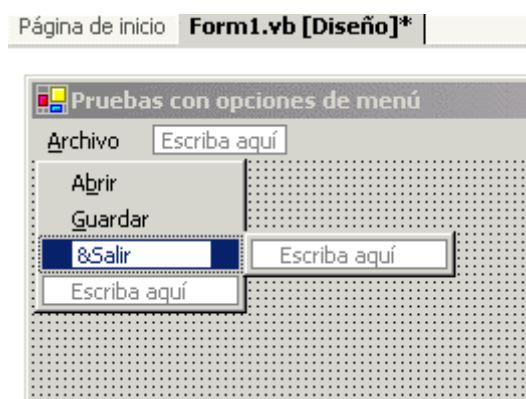 Página de inicio Form1.vb [Diseño]*
Pruebas con opciones de menú
Archivo Escriba aquí
Abrir
Guardar
&Salir Escriba aquí
Escriba aquí